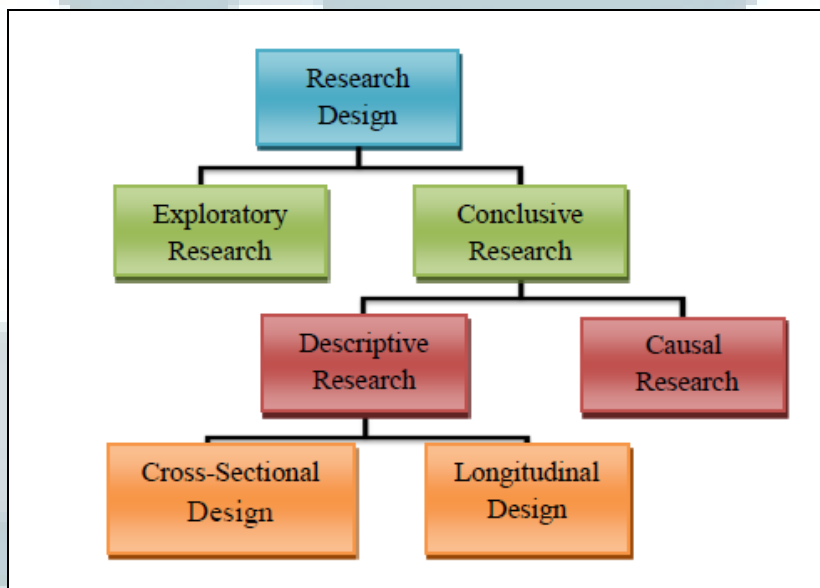 Research
Design
Exploratory
Research
Conclusive
Research
Descriptive
Research
Causal
Research
Cross-Sectional
Design
Longitudinal
Design